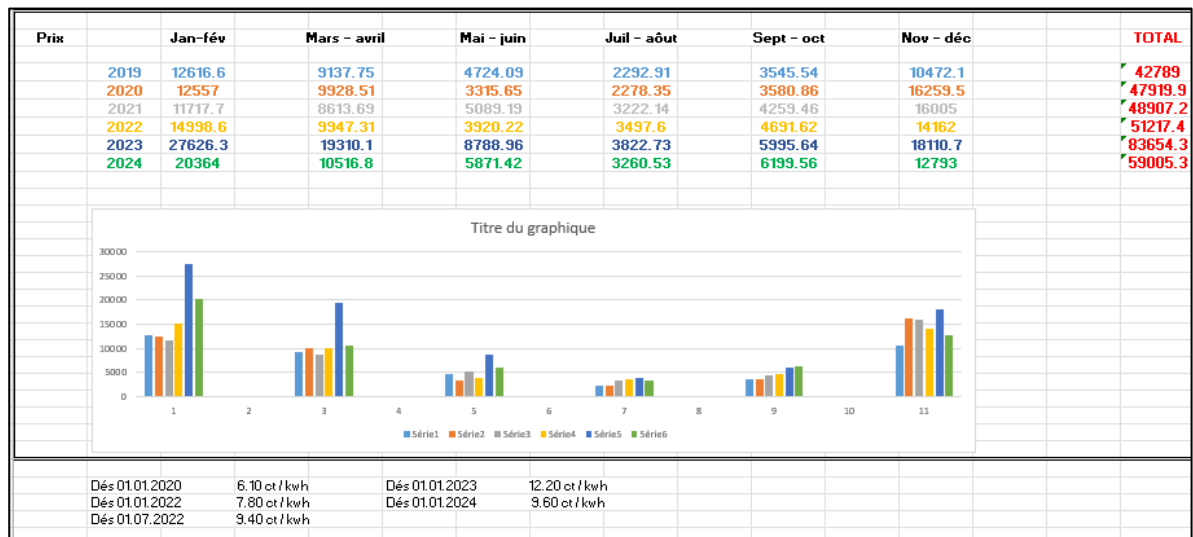 Prix Jan-fév Mars - avril Mai - juin Juil - aôut Sept - oct Nov - déc TOTAL
2019 12616.6 9137.75 4724.09 2292.91 3545.54 10472.1 42789
2020 12557 9928.51 3315.65 2278.35 3580.86 16259.5 47919.9
2021 11717.7 8613.69 5089.19 3222.14 4259.46 16005 48907.2
2022 14998.6 9947.31 3920.22 3497.6 4691.62 14162 51217.4
2023 27626.3 19310.1 8788.96 3822.73 5995.64 18110.7 83654.3
2024 20364 10516.8 5871.42 3260.53 6199.56 12793 59005.3
Titre du graphique
30000
25000
20000
15000
10000
5000
0
1 2 3 4 5 6 7 8 9 10 11
Série1 Série2 Série3 Série4 Série5 Série6
Dés 01.01.2020 6.10 ct / kwh Dés 01.01.2023 12.20 ct / kwh
Dés 01.01.2022 7.80 ct / kwh Dés 01.01.2024 9.60 ct / kwh
Dés 01.07.2022 9.40 ct / kwh